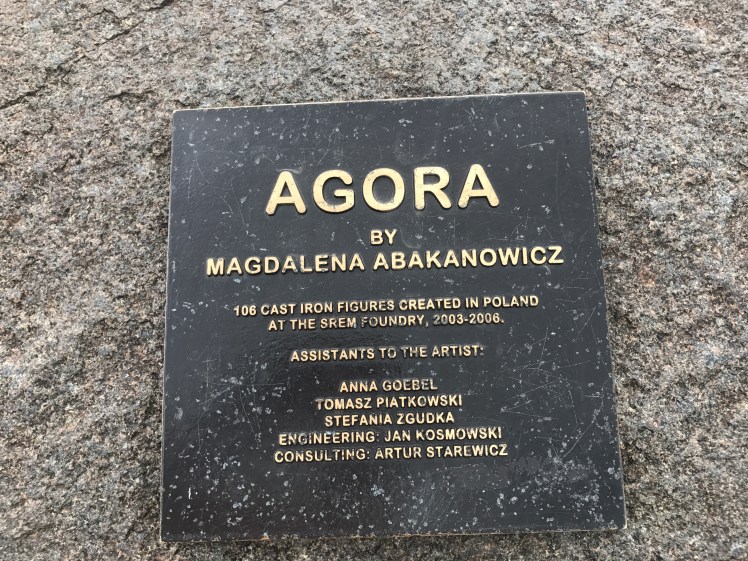 AGORA
BY
MAGDALENA ABAKANOWICZ
106 CAST IRON FIGURES CREATED IN POLAND
AT THE SREM FOUNDRY, 2003-2006.
ASSISTANTS TO THE ARTIST:
ANNA GOEBEL
TOMASZ PIATKOWSKI
STEFANIA ZGUDKA
ENGINEERING: JAN KOSMOWSKI
CONSULTING: ARTUR STAREWICZ